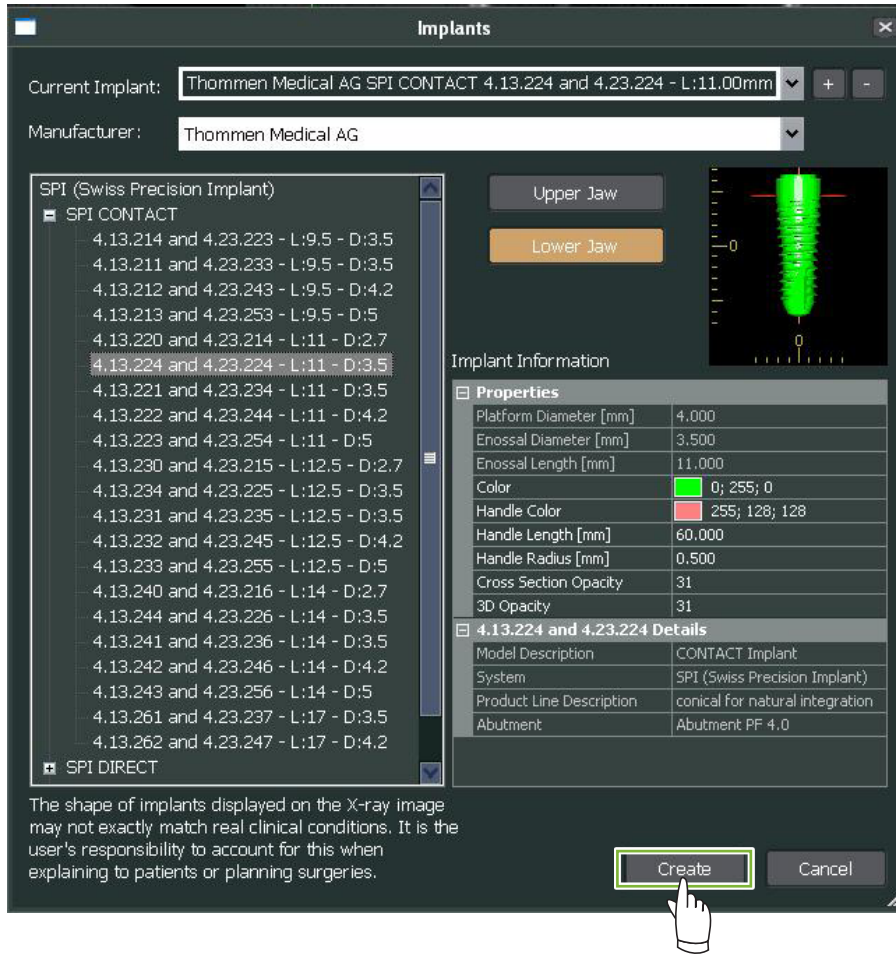 Implants
Current Implant: Thommen Medical AG SPI CONTACT 4.13.224 and 4.23.224 - L:11.00mm + -
Manufacturer: Thommen Medical AG
SPI (Swiss Precision Implant)
SPI CONTACT
4.13.214 and 4.23.223 - L:9.5 - D:3.5
4.13.211 and 4.23.233 - L:9.5 - D:3.5
4.13.212 and 4.23.243 - L:9.5 - D:4.2
4.13.213 and 4.23.253 - L:9.5 - D:5
4.13.220 and 4.23.214 - L:11 - D:2.7
4.13.224 and 4.23.224 - L:11 - D:3.5
4.13.221 and 4.23.234 - L:11 - D:3.5
4.13.222 and 4.23.244 - L:11 - D:4.2
4.13.223 and 4.23.254 - L:11 - D:5
4.13.230 and 4.23.215 - L:12.5 - D:2.7
4.13.234 and 4.23.225 - L:12.5 - D:3.5
4.13.231 and 4.23.235 - L:12.5 - D:3.5
4.13.232 and 4.23.245 - L:12.5 - D:4.2
4.13.233 and 4.23.255 - L:12.5 - D:5
4.13.240 and 4.23.216 - L:14 - D:2.7
4.13.244 and 4.23.226 - L:14 - D:3.5
4.13.241 and 4.23.236 - L:14 - D:3.5
4.13.242 and 4.23.246 - L:14 - D:4.2
4.13.243 and 4.23.256 - L:14 - D:5
4.13.261 and 4.23.237 - L:17 - D:3.5
4.13.262 and 4.23.247 - L:17 - D:4.2
SPI DIRECT
Upper Jaw
Lower Jaw
0
0
Implant Information
Properties
Platform Diameter [mm] 4.000
Enossal Diameter [mm] 3.500
Enossal Length [mm] 11.000
Color 0; 255; 0
Handle Color 255; 128; 128
Handle Length [mm] 60.000
Handle Radius [mm] 0.500
Cross Section Opacity 31
3D Opacity 31
4.13.224 and 4.23.224 Details
Model Description CONTACT Implant
System SPI (Swiss Precision Implant)
Product Line Description conical for natural integration
Abutment Abutment PF 4.0
The shape of implants displayed on the X-ray image
may not exactly match real clinical conditions. It is the
user's responsibility to account for this when
explaining to patients or planning surgeries.
Create Cancel